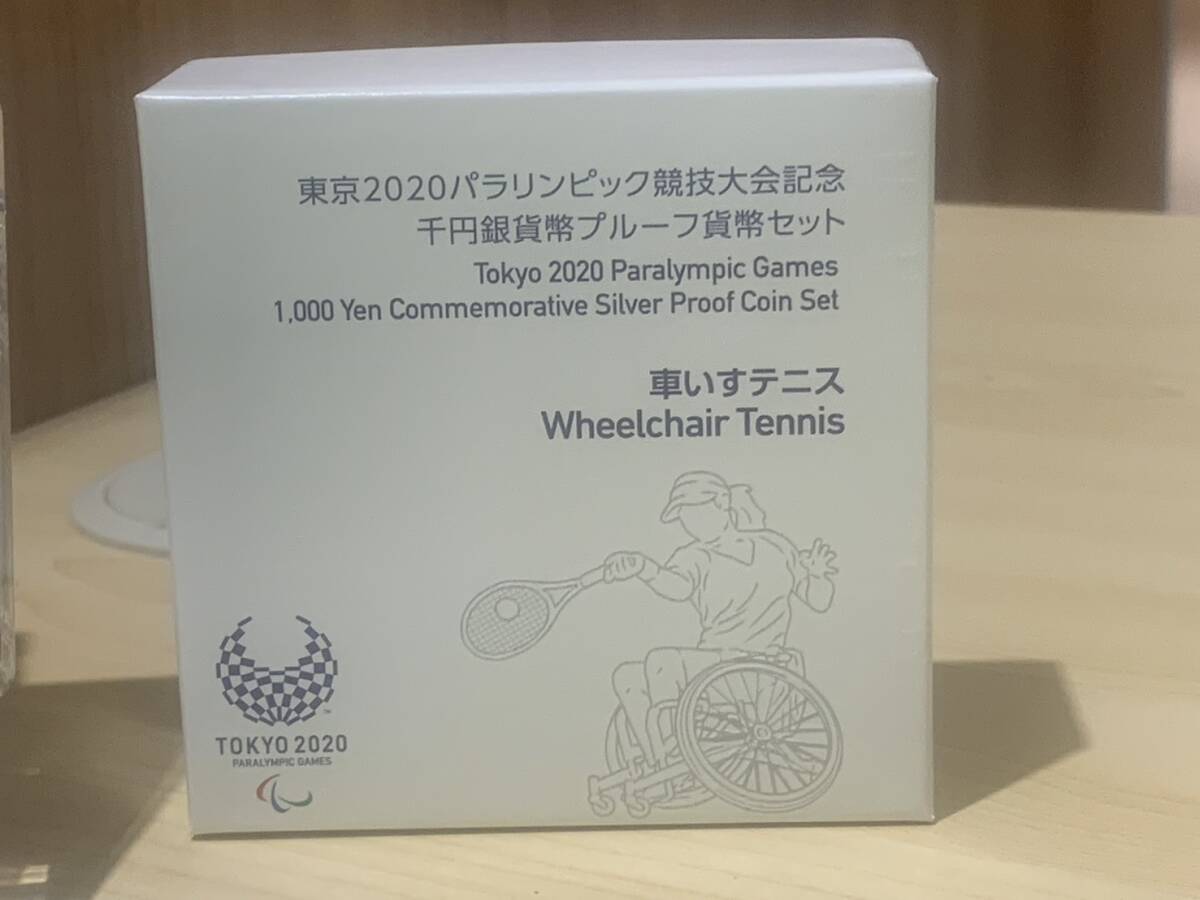 東京2020パラリンピック競技大会記念
千円銀貨幣プルーフ貨幣セット
Tokyo 2020 Paralympic Games
1,000 Yen Commemorative Silver Proof Coin Set
車いすテニス
Wheelchair Tennis
TM
TOKYO 2020
PARALYMPIC GAMES